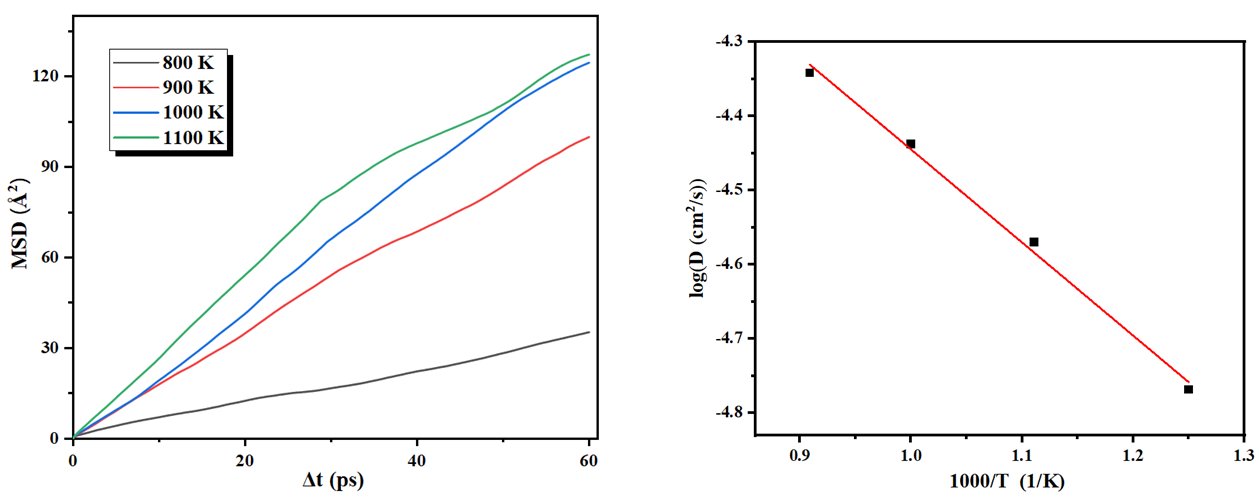 800 K
900 K
1000 K
1100 K
120
90
60
30
0
0
20
40
60
MSD (Å²)
Δt (ps)
-4.3
-4.4
-4.5
-4.6
-4.7
-4.8
0.9
1.0
1.1
1.2
1.3
log(D (cm²/s))
1000/T (1/K)